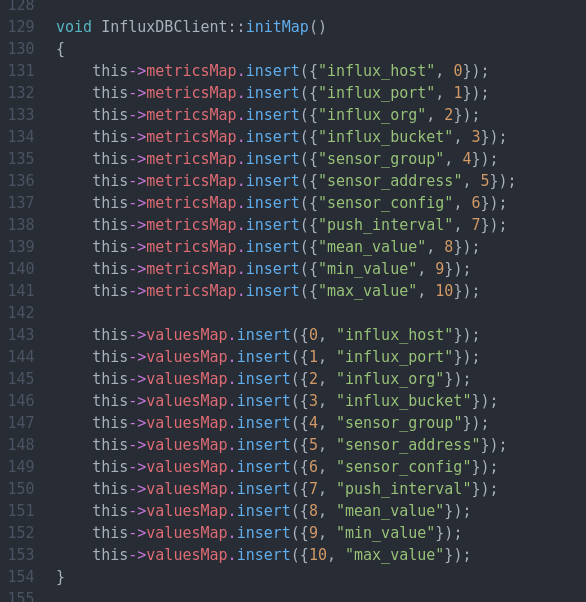 128
129 void InfluxDBClient::initMap()
130 {
131     this->metricsMap.insert({"influx_host", 0});
132     this->metricsMap.insert({"influx_port", 1});
133     this->metricsMap.insert({"influx_org", 2});
134     this->metricsMap.insert({"influx_bucket", 3});
135     this->metricsMap.insert({"sensor_group", 4});
136     this->metricsMap.insert({"sensor_address", 5});
137     this->metricsMap.insert({"sensor_config", 6});
138     this->metricsMap.insert({"push_interval", 7});
139     this->metricsMap.insert({"mean_value", 8});
140     this->metricsMap.insert({"min_value", 9});
141     this->metricsMap.insert({"max_value", 10});
142
143     this->valuesMap.insert({0, "influx_host"});
144     this->valuesMap.insert({1, "influx_port"});
145     this->valuesMap.insert({2, "influx_org"});
146     this->valuesMap.insert({3, "influx_bucket"});
147     this->valuesMap.insert({4, "sensor_group"});
148     this->valuesMap.insert({5, "sensor_address"});
149     this->valuesMap.insert({6, "sensor_config"});
150     this->valuesMap.insert({7, "push_interval"});
151     this->valuesMap.insert({8, "mean_value"});
152     this->valuesMap.insert({9, "min_value"});
153     this->valuesMap.insert({10, "max_value"});
154 }
155